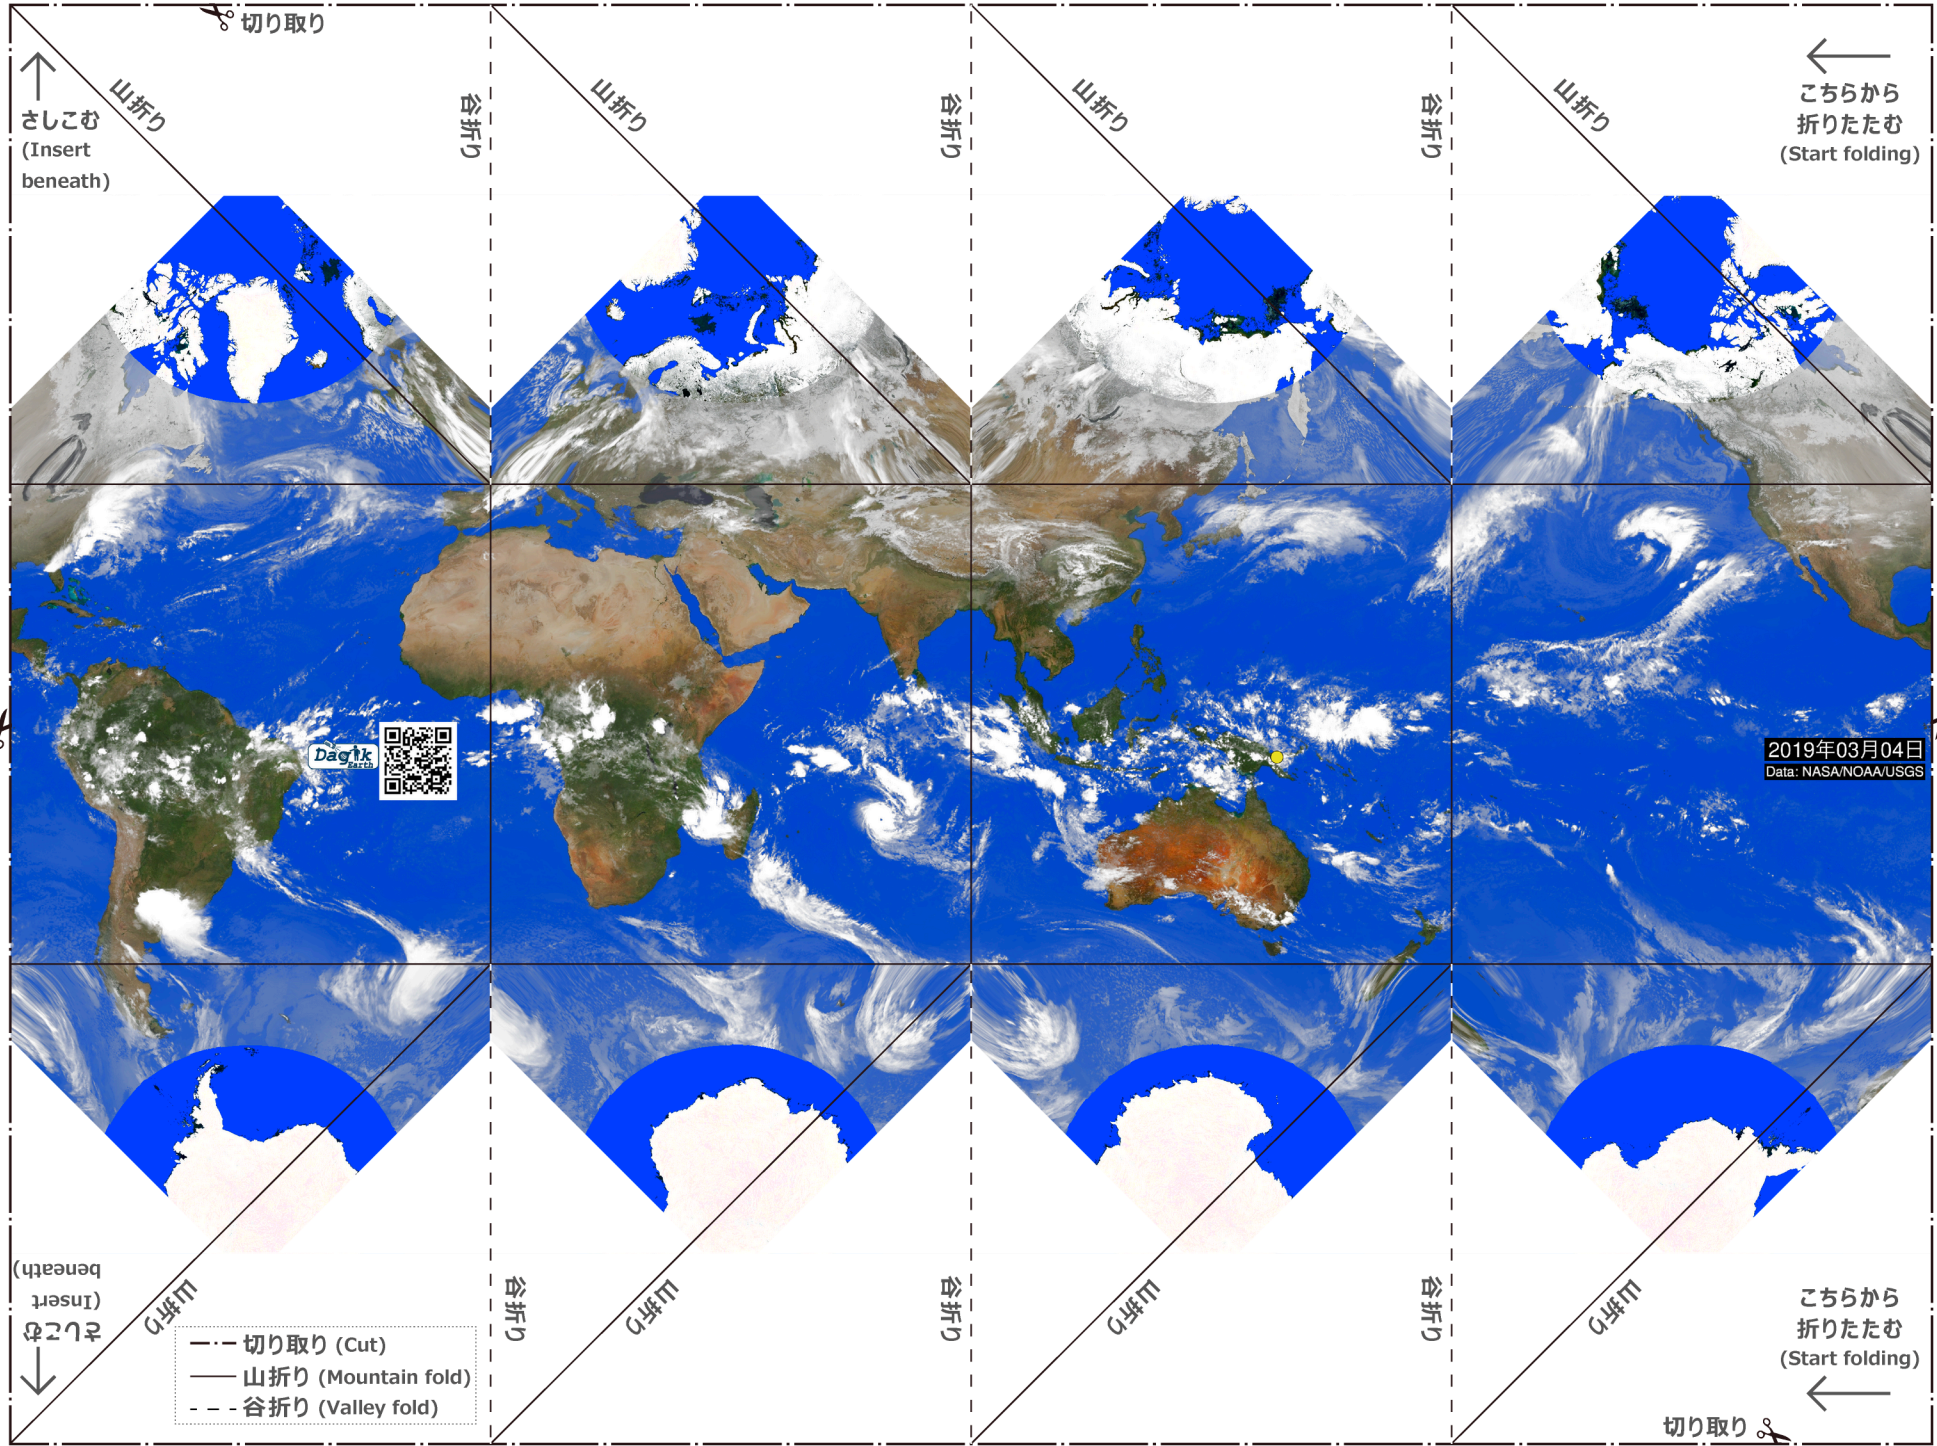 切り取り
さしこむ
(Insert
beneath)
山折り
谷折り
山折り
谷折り
山折り
谷折り
山折り
こちらから
折りたたむ
(Start folding)
Dagik
Earth
2019年03月04日
Data: NASA/NOAA/USGS
さしこむ
(Insert
beneath)
山折り
谷折り
山折り
谷折り
山折り
谷折り
山折り
こちらから
折りたたむ
(Start folding)
切り取り (Cut)
山折り (Mountain fold)
谷折り (Valley fold)
切り取り